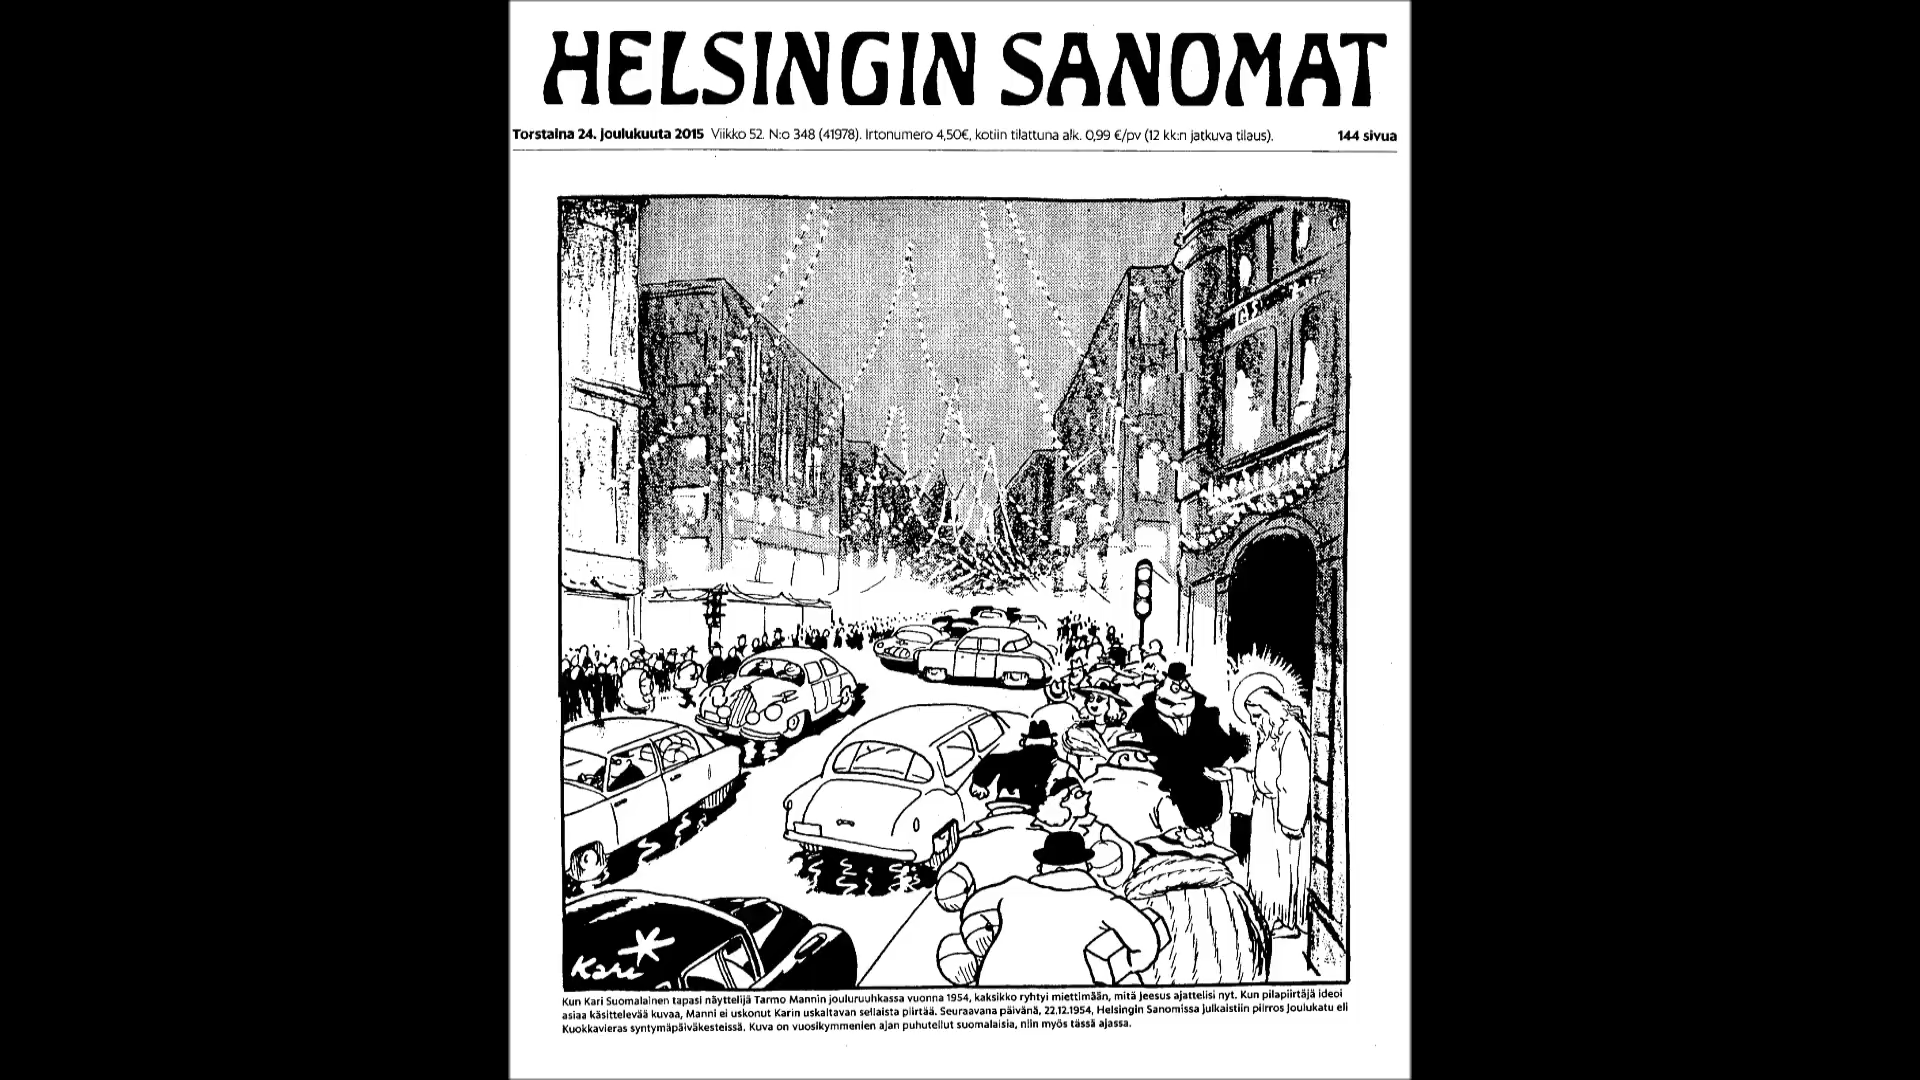 HELSINGIN SANOMAT
Torstaina 24. joulukuuta 2015 Viikko 52. N:o 348 (41978). Irtonumero 4,50€, kotiin tilattuna alk. 0,99 €/pv (12 kk:n jatkuva tilaus). 144 sivua
Kari
Kun Kari Suomalainen tapasi näyttelijä Tarmo Mannin jouluruuhkassa vuonna 1954, kaksikko ryhtyi miettimään, mitä Jeesus ajattelisi nyt. Kun pilapiirtäjä ideoi
asiaa käsittelevää kuvaa, Manni ei uskonut Karin uskaltavan sellaista piirtää. Seuraavana päivänä, 22.12.1954, Helsingin Sanomissa julkaistiin piirros Joulukatu eli
Kuokkavieras syntymäpäiväkesteissä. Kuva on vuosikymmenien ajan puhutellut suomalaisia, niin myös tässä ajassa.